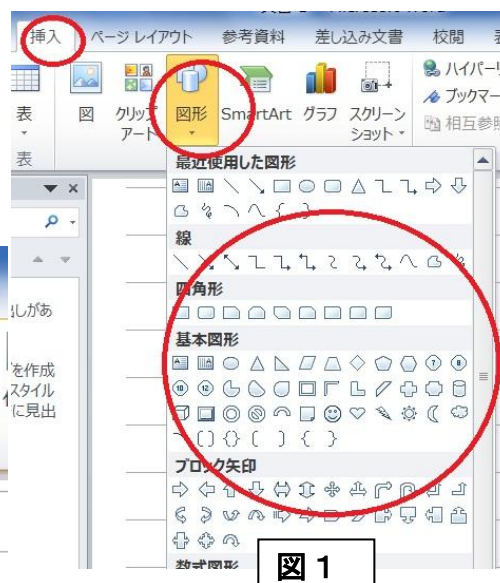 挿入 ページ レイアウト 参考資料 差し込み文書 校閲
表 図 クリップ アート 図形 SmartArt グラフ スクリーン ショット
ハイパーリ
ブックマー
相互参照
表
最近使用した図形
線
四角形
基本図形
ブロック矢印
数式図形
出しがあ
を作成
スタイル
に見出
図１